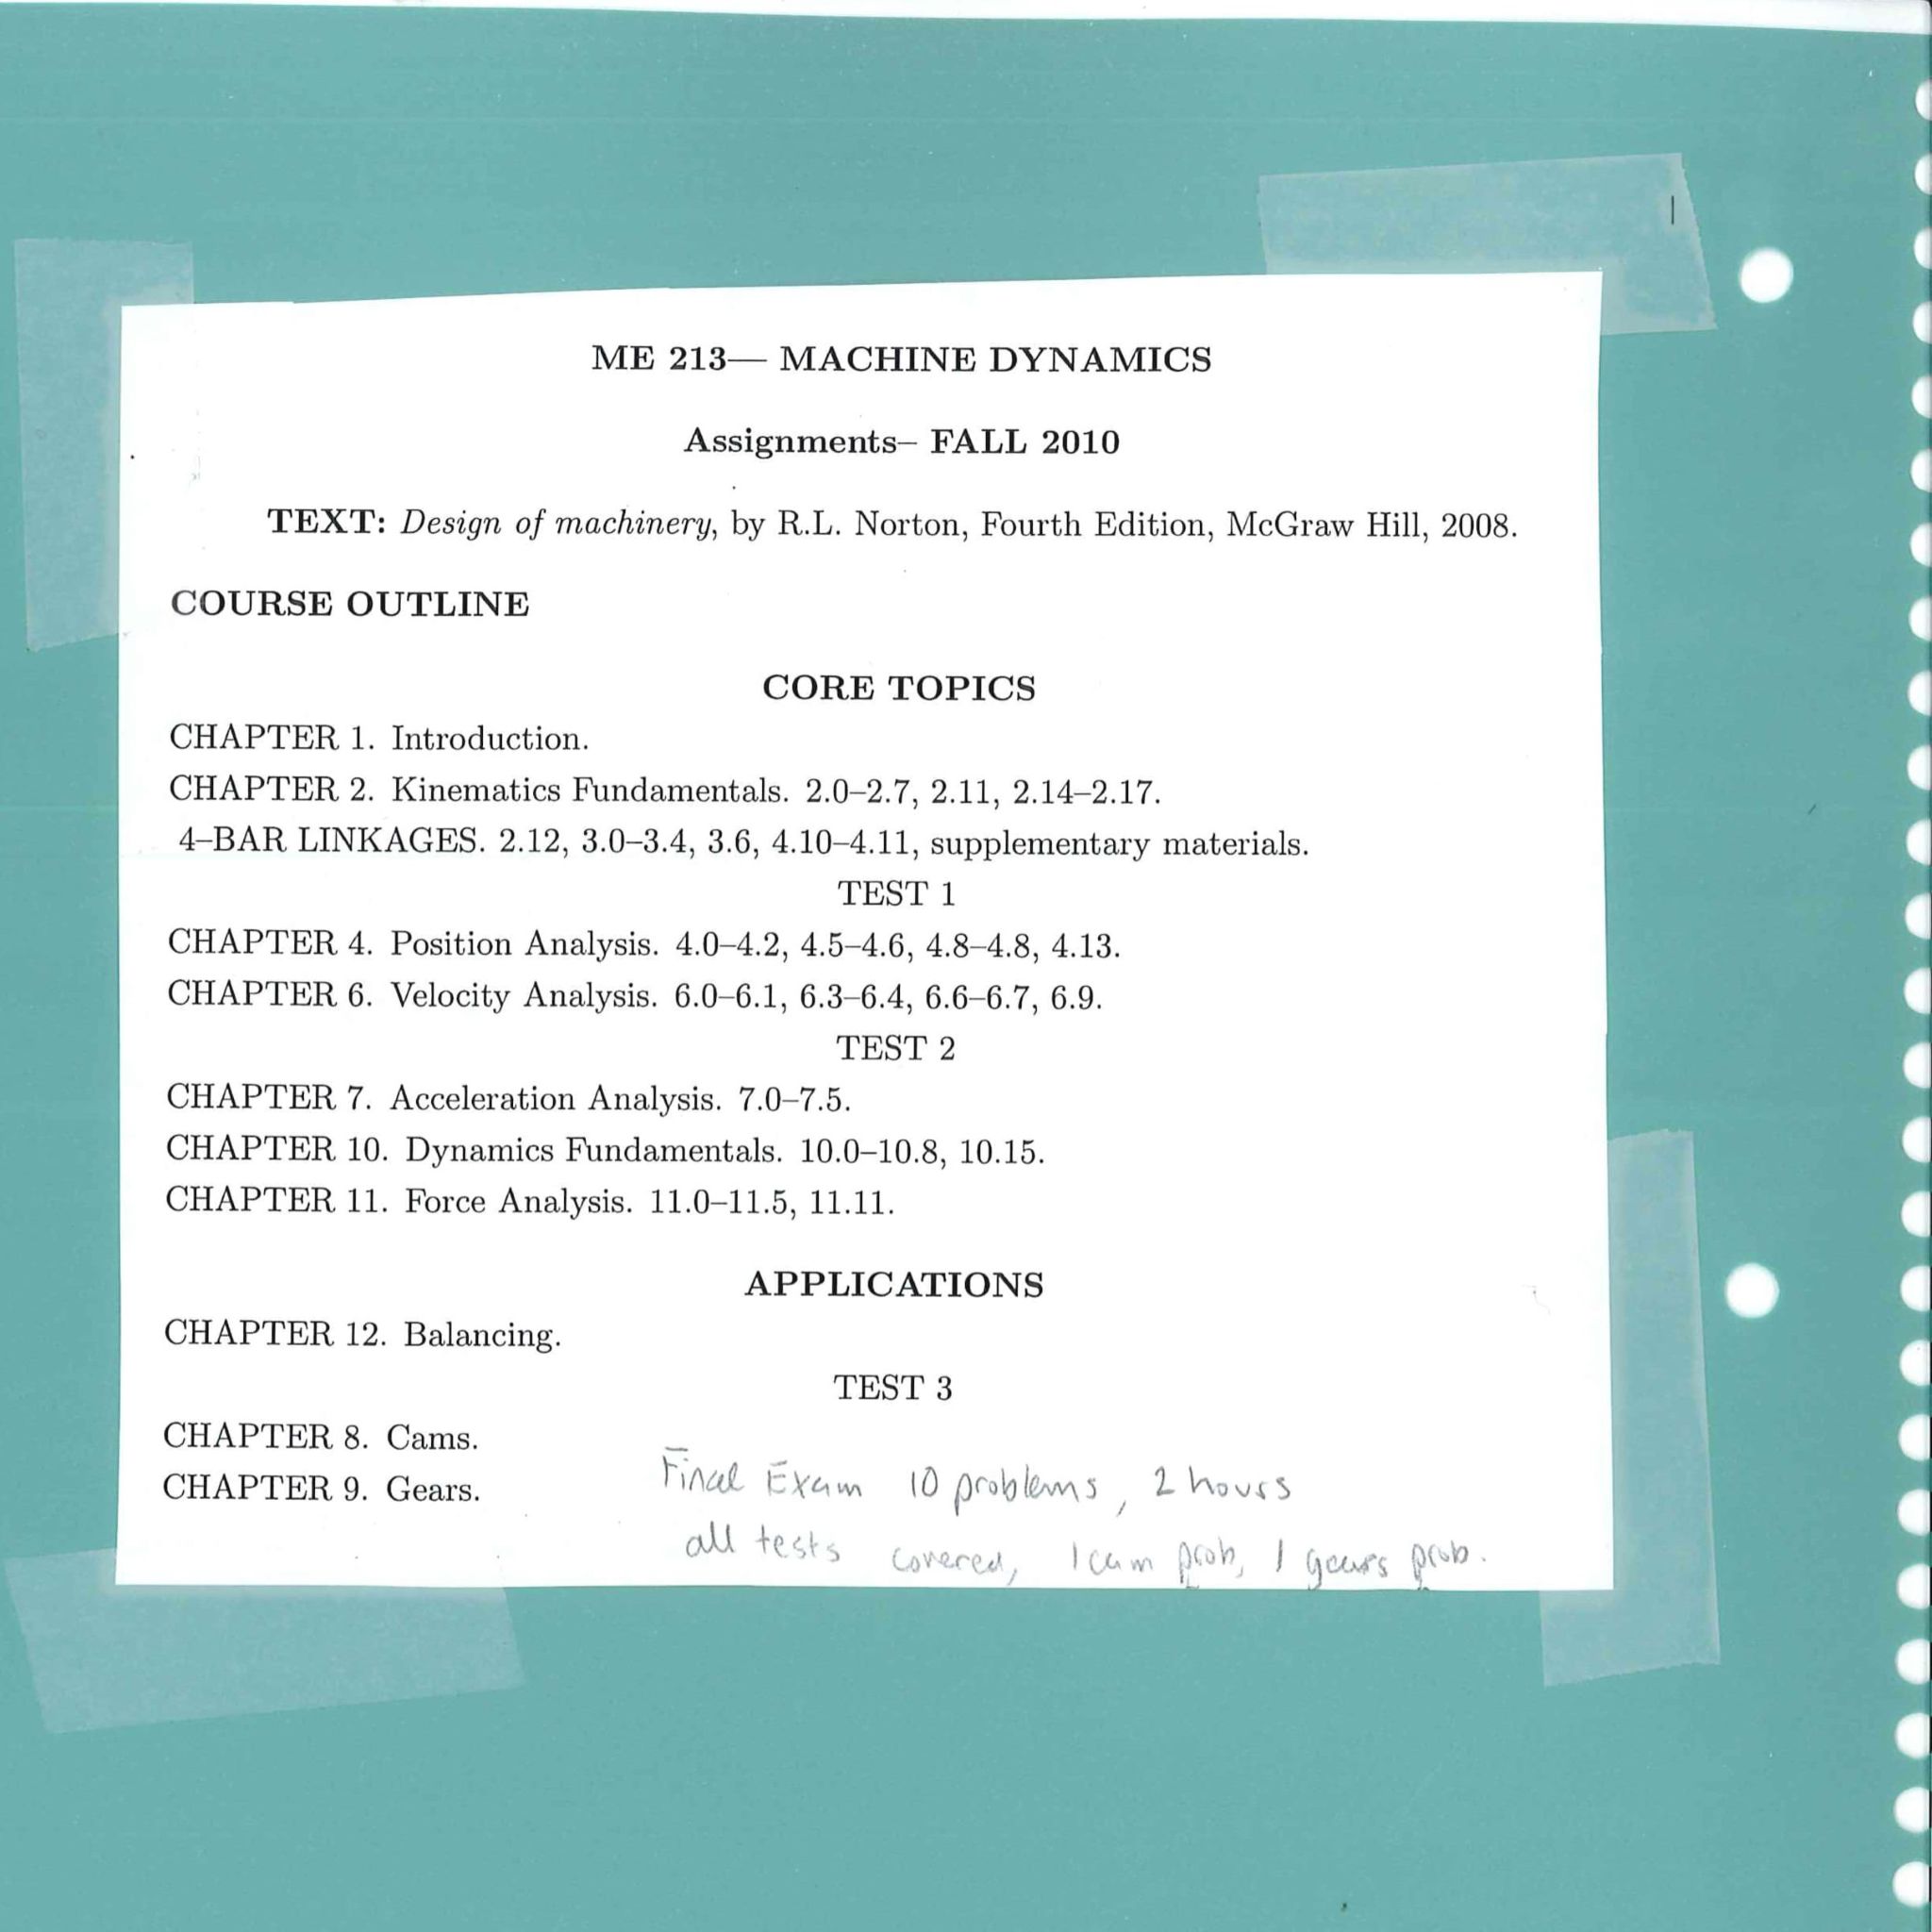 ME 213— MACHINE DYNAMICS
Assignments– FALL 2010
TEXT: Design of machinery, by R.L. Norton, Fourth Edition, McGraw Hill, 2008.
COURSE OUTLINE
CORE TOPICS
CHAPTER 1. Introduction.
CHAPTER 2. Kinematics Fundamentals. 2.0–2.7, 2.11, 2.14–2.17.
4–BAR LINKAGES. 2.12, 3.0–3.4, 3.6, 4.10–4.11, supplementary materials.
TEST 1
CHAPTER 4. Position Analysis. 4.0–4.2, 4.5–4.6, 4.8–4.8, 4.13.
CHAPTER 6. Velocity Analysis. 6.0–6.1, 6.3–6.4, 6.6–6.7, 6.9.
TEST 2
CHAPTER 7. Acceleration Analysis. 7.0–7.5.
CHAPTER 10. Dynamics Fundamentals. 10.0–10.8, 10.15.
CHAPTER 11. Force Analysis. 11.0–11.5, 11.11.
APPLICATIONS
CHAPTER 12. Balancing.
TEST 3
CHAPTER 8. Cams.
CHAPTER 9. Gears.
Final Exam 10 problems, 2 hours
all tests covered, 1 cam prob, 1 gears prob.